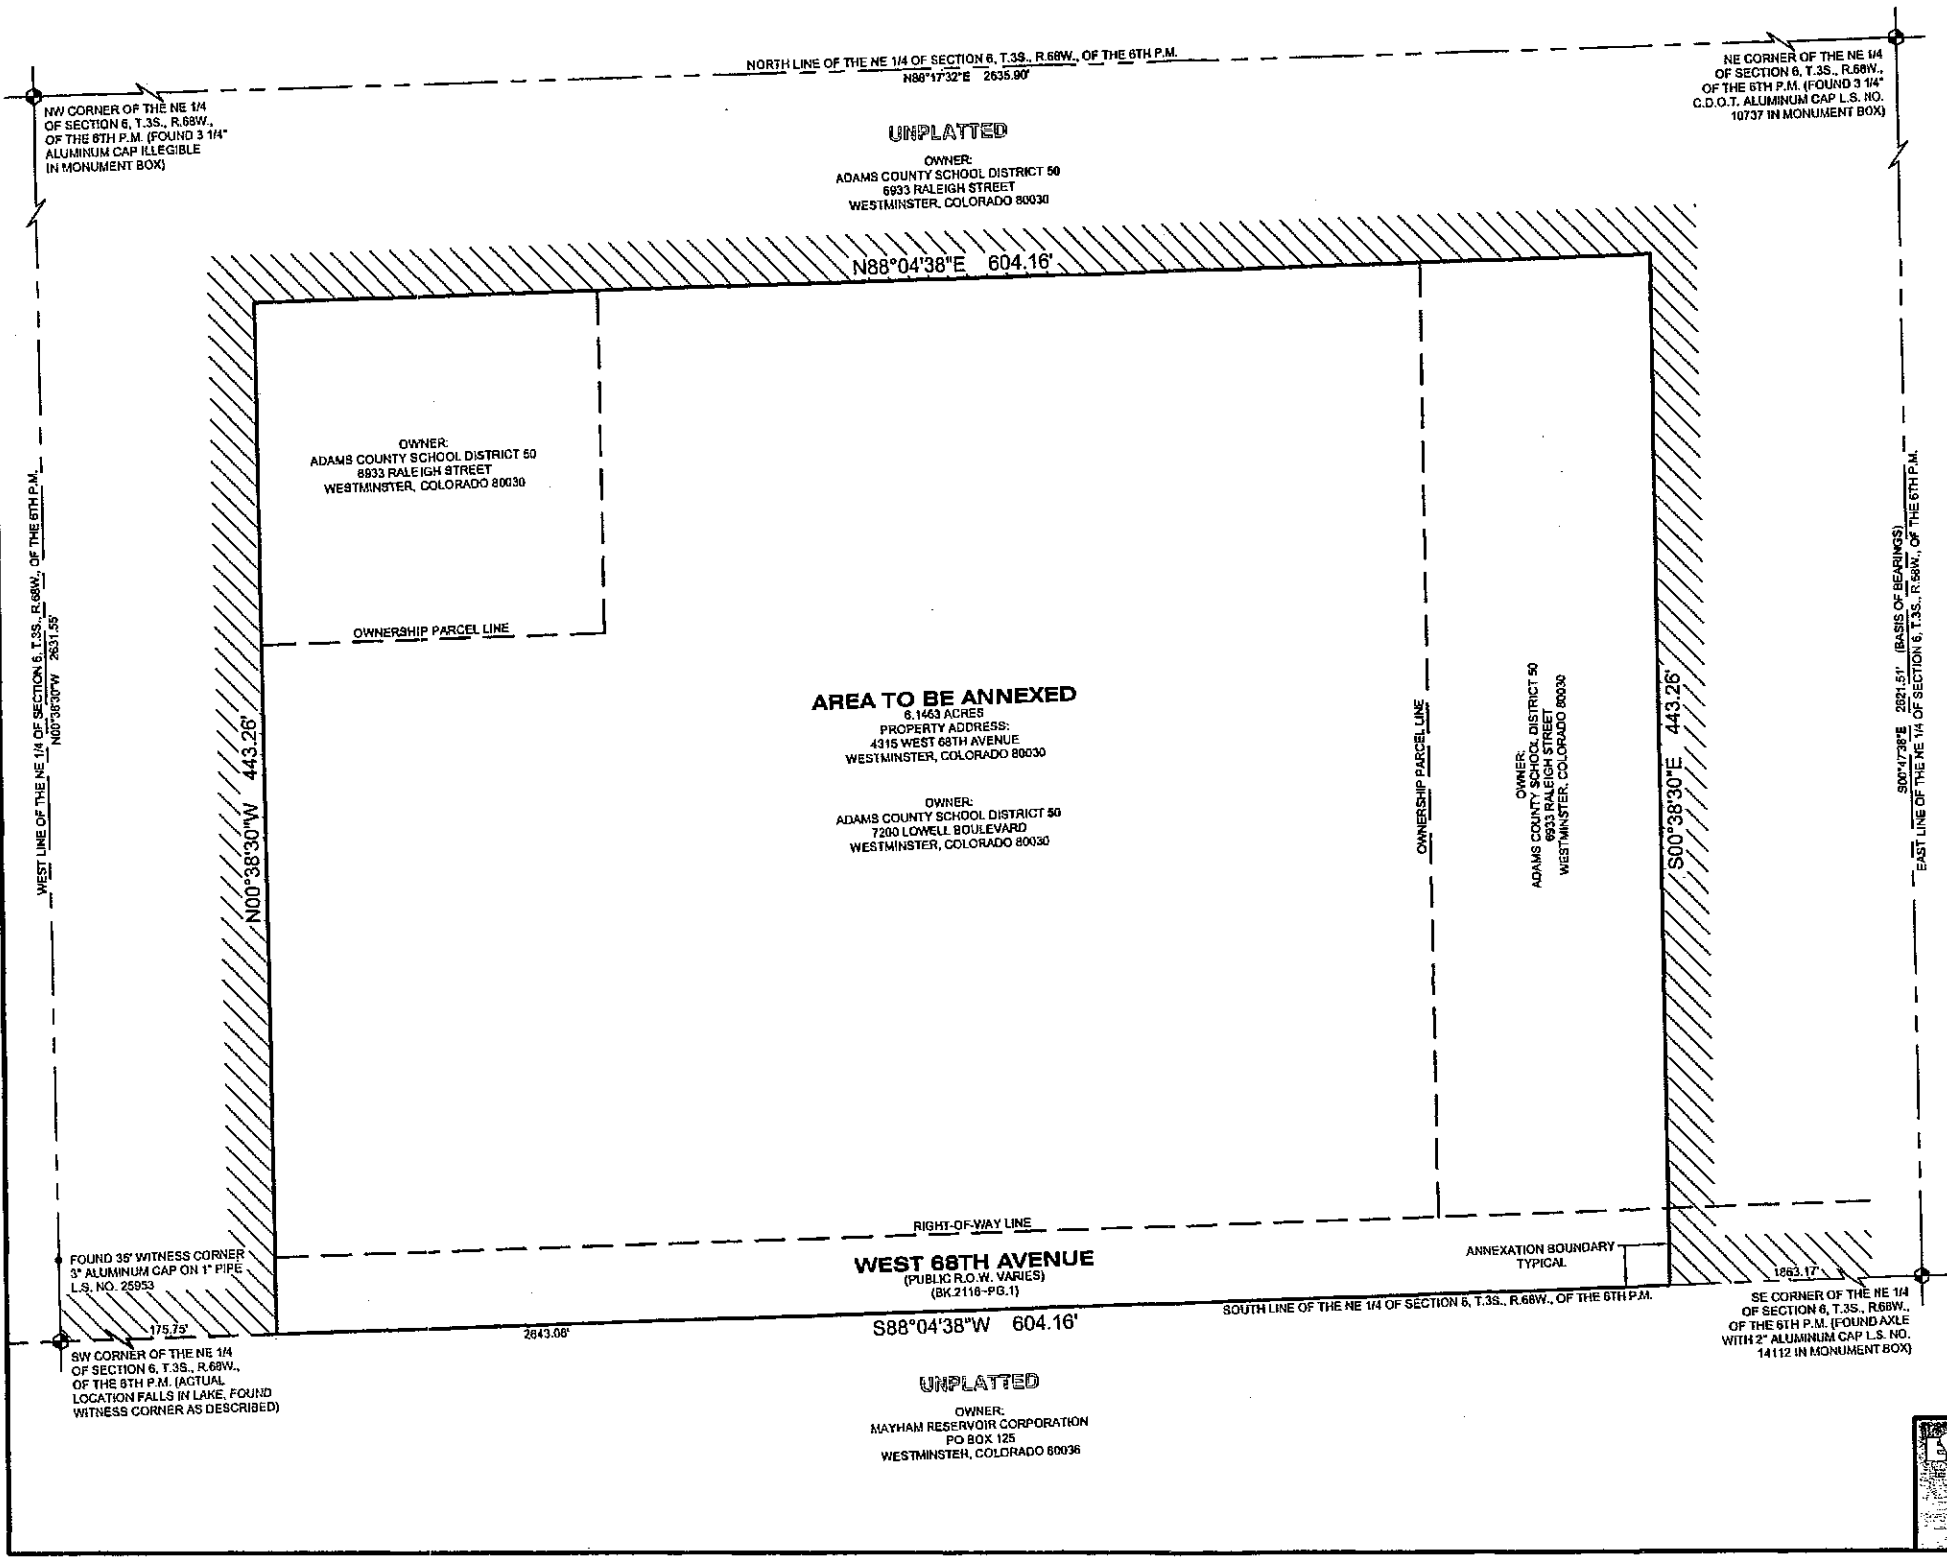 NORTH LINE OF THE NE 1/4 OF SECTION 6, T.3S., R.68W., OF THE 6TH P.M.
N88°17'32"E 2635.90'
NW CORNER OF THE NE 1/4
OF SECTION 6, T.3S., R.68W.,
OF THE 6TH P.M. (FOUND 3 1/4"
ALUMINUM CAP ILLEGIBLE
IN MONUMENT BOX)
NE CORNER OF THE NE 1/4
OF SECTION 6, T.3S., R.68W.,
OF THE 6TH P.M. (FOUND 3 1/4"
C.D.O.T. ALUMINUM CAP L.S. NO.
10737 IN MONUMENT BOX)
UNPLATTED
OWNER:
ADAMS COUNTY SCHOOL DISTRICT 50
6933 RALEIGH STREET
WESTMINSTER, COLORADO 80030
N88°04'38"E 604.16'
OWNER:
ADAMS COUNTY SCHOOL DISTRICT 50
6933 RALEIGH STREET
WESTMINSTER, COLORADO 80030
OWNERSHIP PARCEL LINE
WEST LINE OF THE NE 1/4 OF SECTION 6, T.3S., R.68W., OF THE 6TH P.M.
N00°38'30"W 2631.55'
N00°38'30"W 443.26'
AREA TO BE ANNEXED
6.1463 ACRES
PROPERTY ADDRESS:
4315 WEST 68TH AVENUE
WESTMINSTER, COLORADO 80030
OWNER:
ADAMS COUNTY SCHOOL DISTRICT 50
7200 LOWELL BOULEVARD
WESTMINSTER, COLORADO 80030
OWNERSHIP PARCEL LINE
OWNER:
ADAMS COUNTY SCHOOL DISTRICT 50
6933 RALEIGH STREET
WESTMINSTER, COLORADO 80030
S00°38'30"E 443.26'
S00°47'38"E 2621.51' (BASIS OF BEARINGS)
EAST LINE OF THE NE 1/4 OF SECTION 6, T.3S., R.68W., OF THE 6TH P.M.
RIGHT-OF-WAY LINE
FOUND 35' WITNESS CORNER
3" ALUMINUM CAP ON 1" PIPE
L.S. NO. 25953
WEST 68TH AVENUE
(PUBLIC R.O.W. VARIES)
(BK.2116-PG.1)
ANNEXATION BOUNDARY
TYPICAL
1863.17'
175.75'
2643.08'
S88°04'38"W 604.16'
SOUTH LINE OF THE NE 1/4 OF SECTION 6, T.3S., R.68W., OF THE 6TH P.M.
SW CORNER OF THE NE 1/4
OF SECTION 6, T.3S., R.68W.,
OF THE 6TH P.M. (ACTUAL
LOCATION FALLS IN LAKE, FOUND
WITNESS CORNER AS DESCRIBED)
SE CORNER OF THE NE 1/4
OF SECTION 6, T.3S., R.68W.,
OF THE 6TH P.M. (FOUND AXLE
WITH 2" ALUMINUM CAP L.S. NO.
14112 IN MONUMENT BOX)
UNPLATTED
OWNER:
MAYHAM RESERVOIR CORPORATION
PO BOX 125
WESTMINSTER, COLORADO 80036